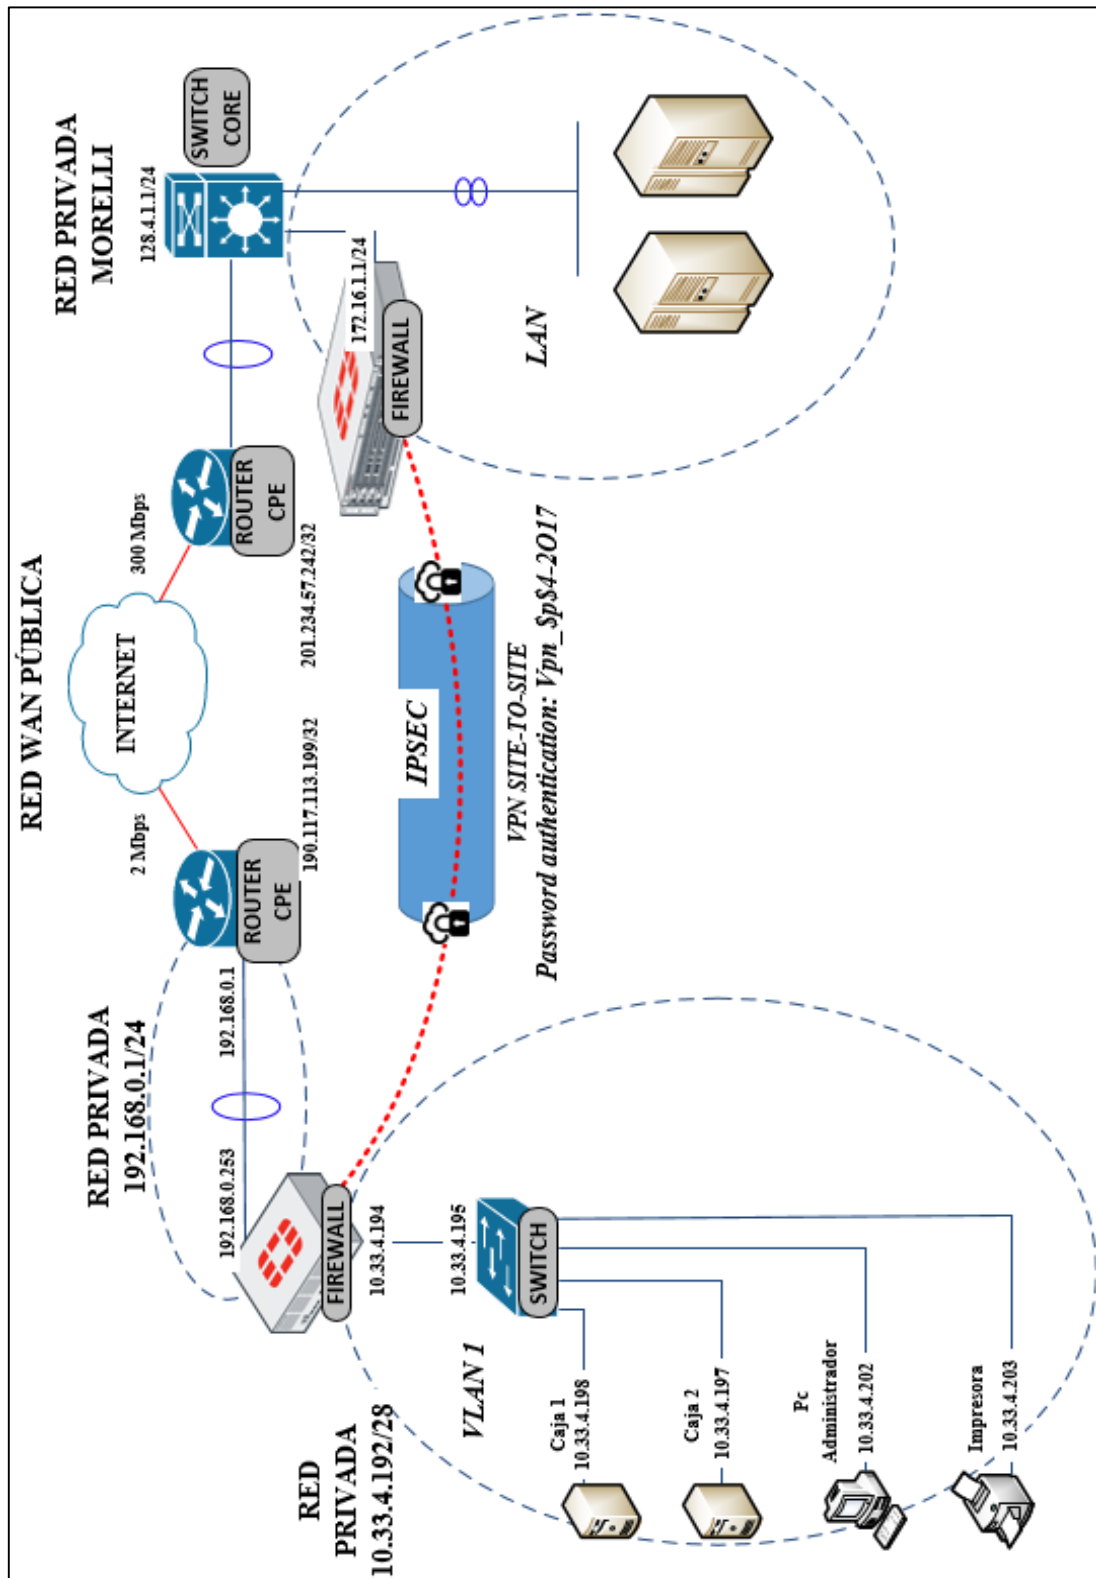 RED WAN PÚBLICA
RED PRIVADA
192.168.0.1/24
RED PRIVADA
MORELLI
INTERNET
2 Mbps
300 Mbps
128.4.1.1/24
SWITCH
CORE
192.168.0.253
192.168.0.1
ROUTER
CPE
190.117.113.199/32
ROUTER
CPE
201.234.57.242/32
FIREWALL
172.16.1.1/24
FIREWALL
RED
PRIVADA
10.33.4.192/28
10.33.4.194
10.33.4.195
SWITCH
VLAN 1
IPSEC
VPN SITE-TO-SITE
Password authentication: Vpn_$p$4-2017
LAN
Caja 1
10.33.4.198
Caja 2
10.33.4.197
Pc
Administrador
10.33.4.202
Impresora
10.33.4.203